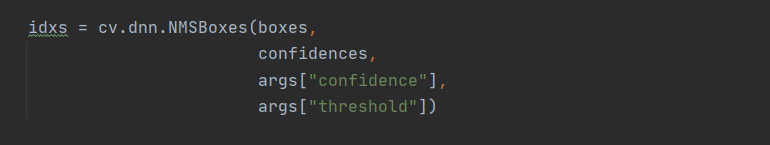 idxs = cv.dnn.NMSBoxes(boxes,
confidences,
args["confidence"],
args["threshold"])